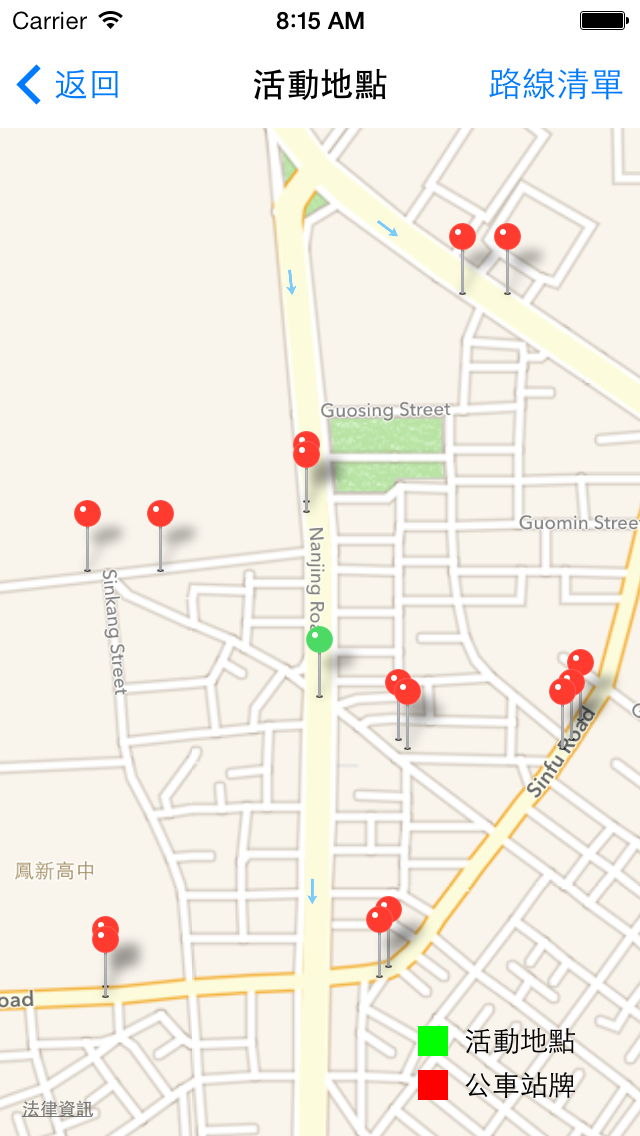 Carrier 8:15 AM
返回 活動地點 路線清單
Guosing Street
Guomin Street
Nanjing Road
Sinkang Street
Sinfu Road
鳳新高中
oad
活動地點
公車站牌
法律資訊